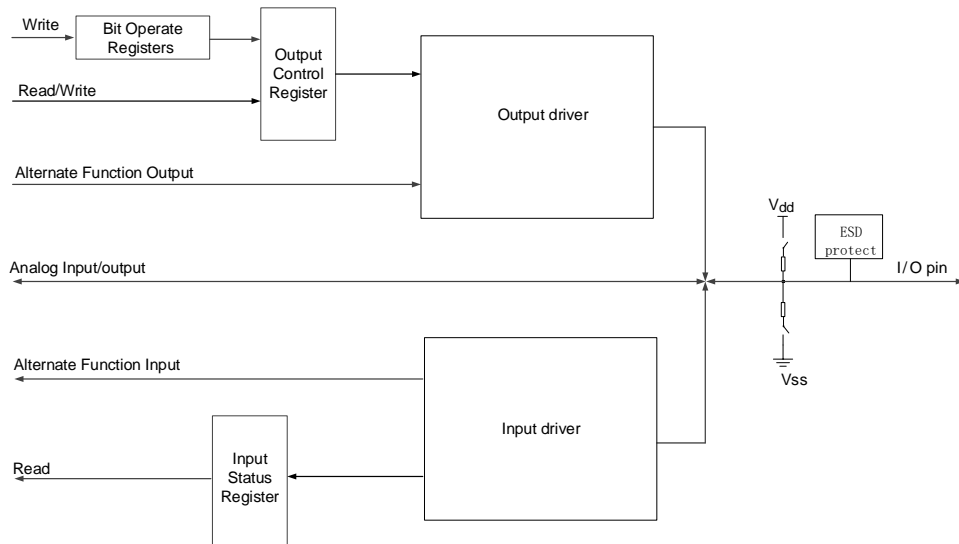 Write
Bit Operate
Registers
Output
Control
Register
Read/Write
Output driver
Alternate Function Output
Vdd
ESD
protect
Analog Input/output
I/O pin
Alternate Function Input
Vss
Input driver
Read
Input
Status
Register